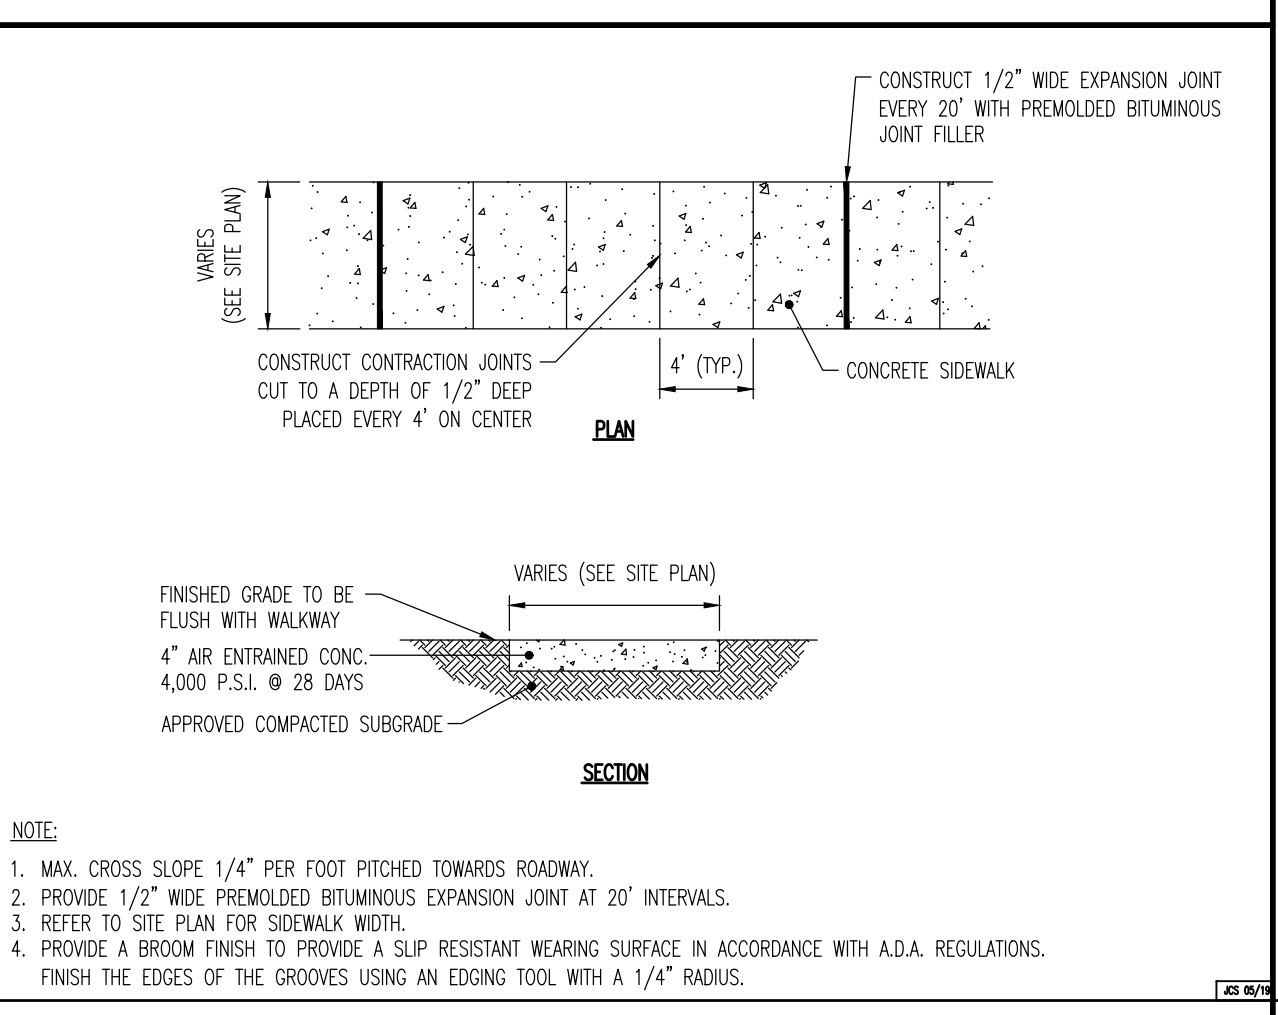 CONSTRUCT 1/2" WIDE EXPANSION JOINT
EVERY 20' WITH PREMOLDED BITUMINOUS
JOINT FILLER
VARIES
(SEE SITE PLAN)
CONSTRUCT CONTRACTION JOINTS
CUT TO A DEPTH OF 1/2" DEEP
PLACED EVERY 4' ON CENTER
4' (TYP.)
CONCRETE SIDEWALK
PLAN
VARIES (SEE SITE PLAN)
FINISHED GRADE TO BE
FLUSH WITH WALKWAY
4" AIR ENTRAINED CONC.
4,000 P.S.I. @ 28 DAYS
APPROVED COMPACTED SUBGRADE
SECTION
NOTE:
1. MAX. CROSS SLOPE 1/4" PER FOOT PITCHED TOWARDS ROADWAY.
2. PROVIDE 1/2" WIDE PREMOLDED BITUMINOUS EXPANSION JOINT AT 20' INTERVALS.
3. REFER TO SITE PLAN FOR SIDEWALK WIDTH.
4. PROVIDE A BROOM FINISH TO PROVIDE A SLIP RESISTANT WEARING SURFACE IN ACCORDANCE WITH A.D.A. REGULATIONS.
FINISH THE EDGES OF THE GROOVES USING AN EDGING TOOL WITH A 1/4" RADIUS.
JCS 05/19